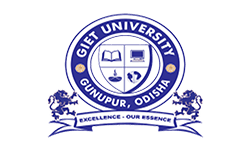 GIET UNIVERSITY
GUNUPUR, ODISHA
EXCELLENCE - OUR ESSENCE